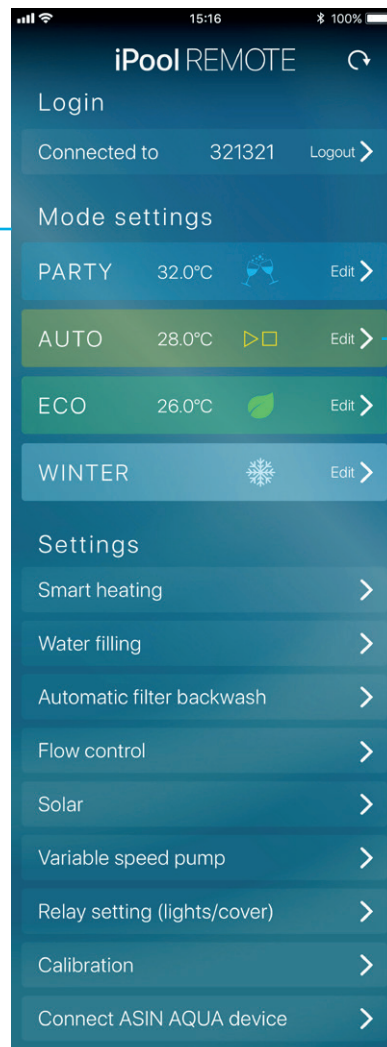 15:16 100%
iPool REMOTE
Login
Connected to 321321 Logout
Mode settings
PARTY 32.0°C Edit
AUTO 28.0°C Edit
ECO 26.0°C Edit
WINTER Edit
Settings
Smart heating
Water filling
Automatic filter backwash
Flow control
Solar
Variable speed pump
Relay setting (lights/cover)
Calibration
Connect ASIN AQUA device